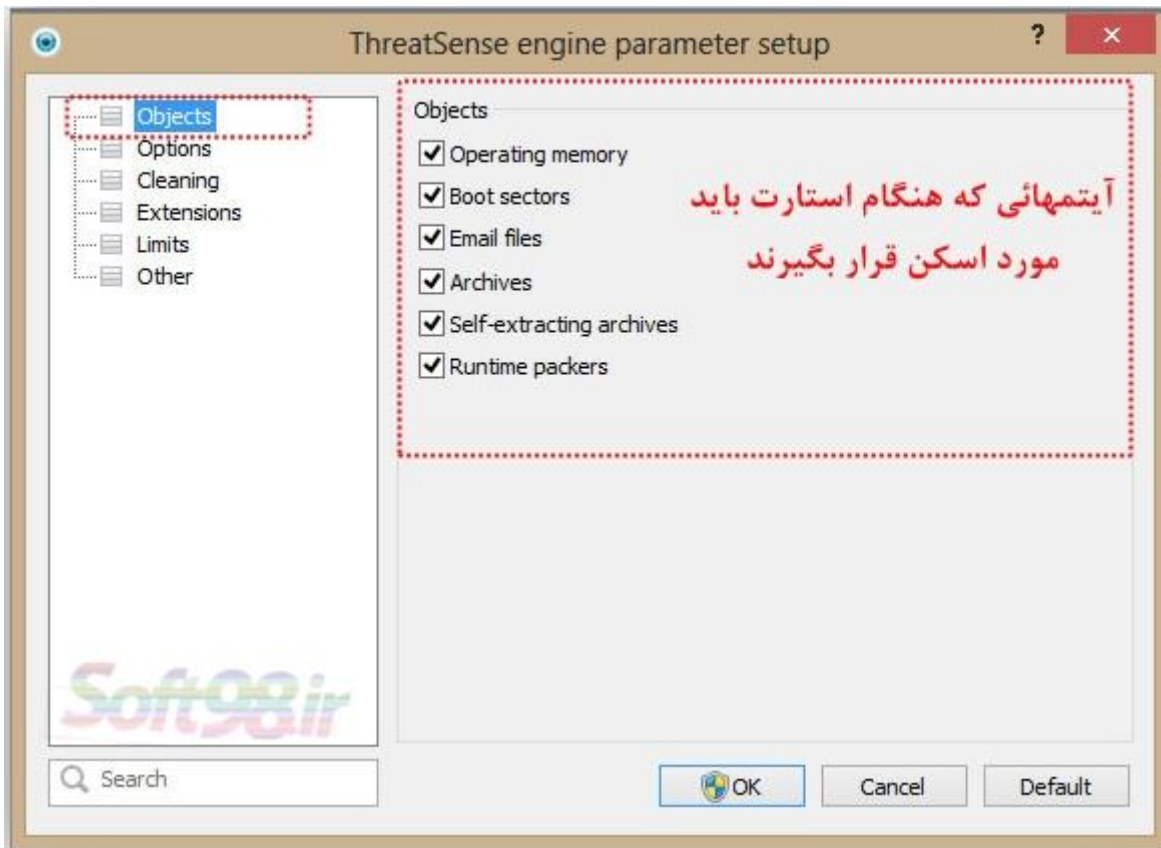 ThreatSense engine parameter setup
?
Objects
Options
Cleaning
Extensions
Limits
Other
Objects
Operating memory
Boot sectors
Email files
Archives
Self-extracting archives
Runtime packers
آیتمهائی که هنگام استارت باید
مورد اسکن قرار بگیرند
Soft98.ir
Search
OK
Cancel
Default